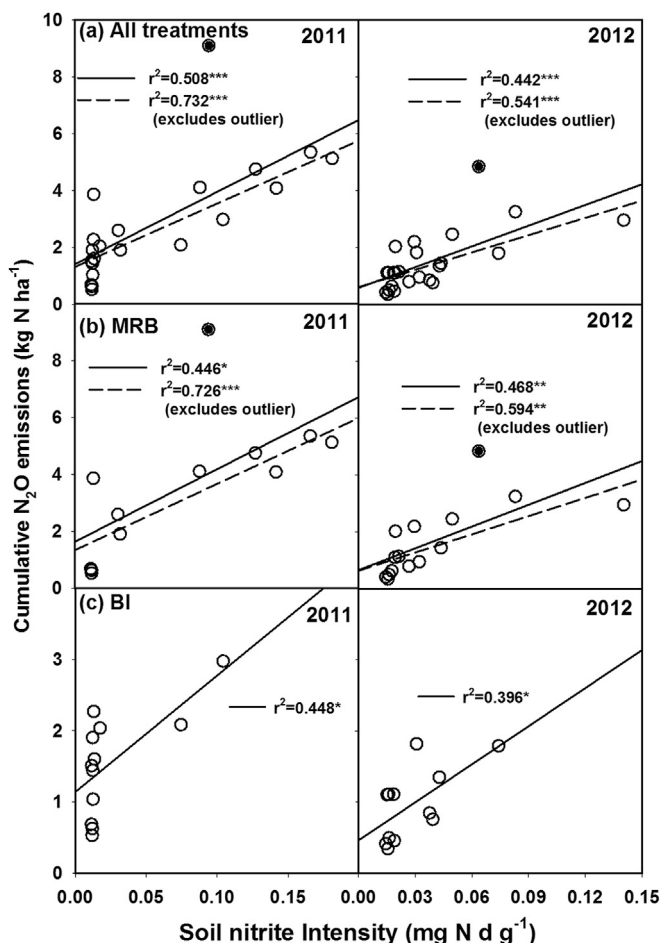 Cumulative N₂O emissions (kg N ha⁻¹)
10
8
6
4
2
0
(a) All treatments
2011
r²=0.508***
r²=0.732***
(excludes outlier)
2012
r²=0.442***
r²=0.541***
(excludes outlier)
8
6
4
2
0
(b) MRB
2011
r²=0.446*
r²=0.726***
(excludes outlier)
2012
r²=0.468**
r²=0.594**
(excludes outlier)
3
2
1
0
(c) BI
2011
r²=0.448*
2012
r²=0.396*
0.00 0.05 0.10 0.15 0.00 0.03 0.06 0.09 0.12 0.15
Soil nitrite Intensity (mg N d g⁻¹)